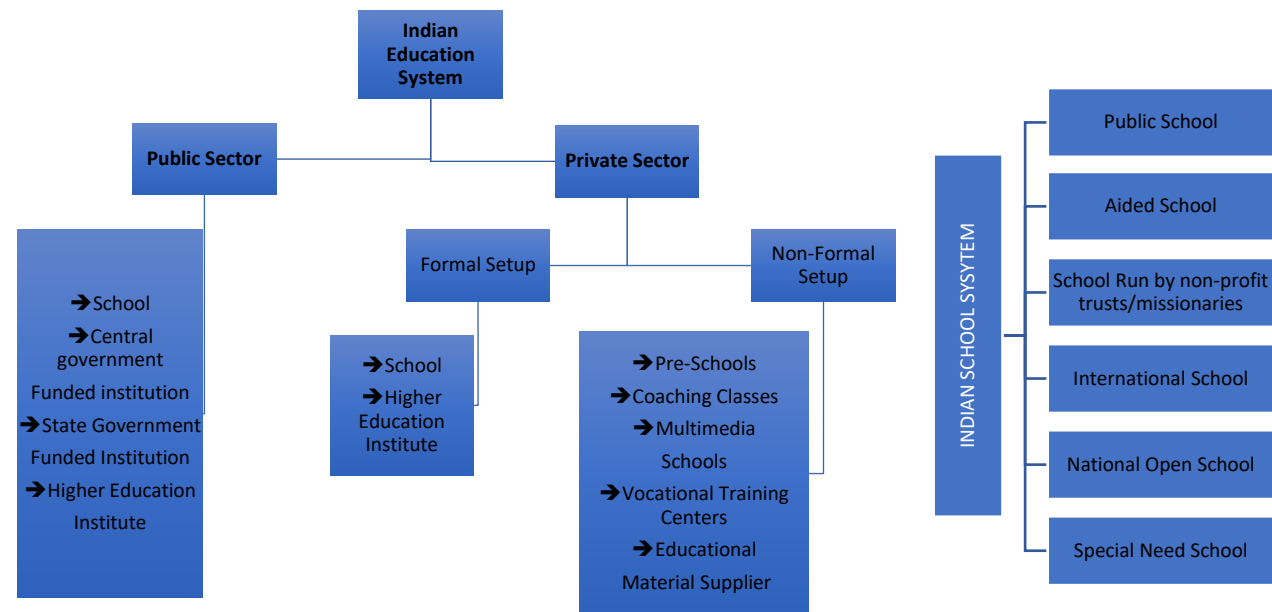 Indian
Education
System
Public Sector
Private Sector
Formal Setup
Non-Formal
Setup
➔School
➔Central
government
Funded institution
➔State Government
Funded Institution
➔Higher Education
Institute
➔School
➔Higher
Education
Institute
➔Pre-Schools
➔Coaching Classes
➔Multimedia
Schools
➔Vocational Training
Centers
➔Educational
Material Supplier
INDIAN SCHOOL SYSYTEM
Public School
Aided School
School Run by non-profit
trusts/missionaries
International School
National Open School
Special Need School